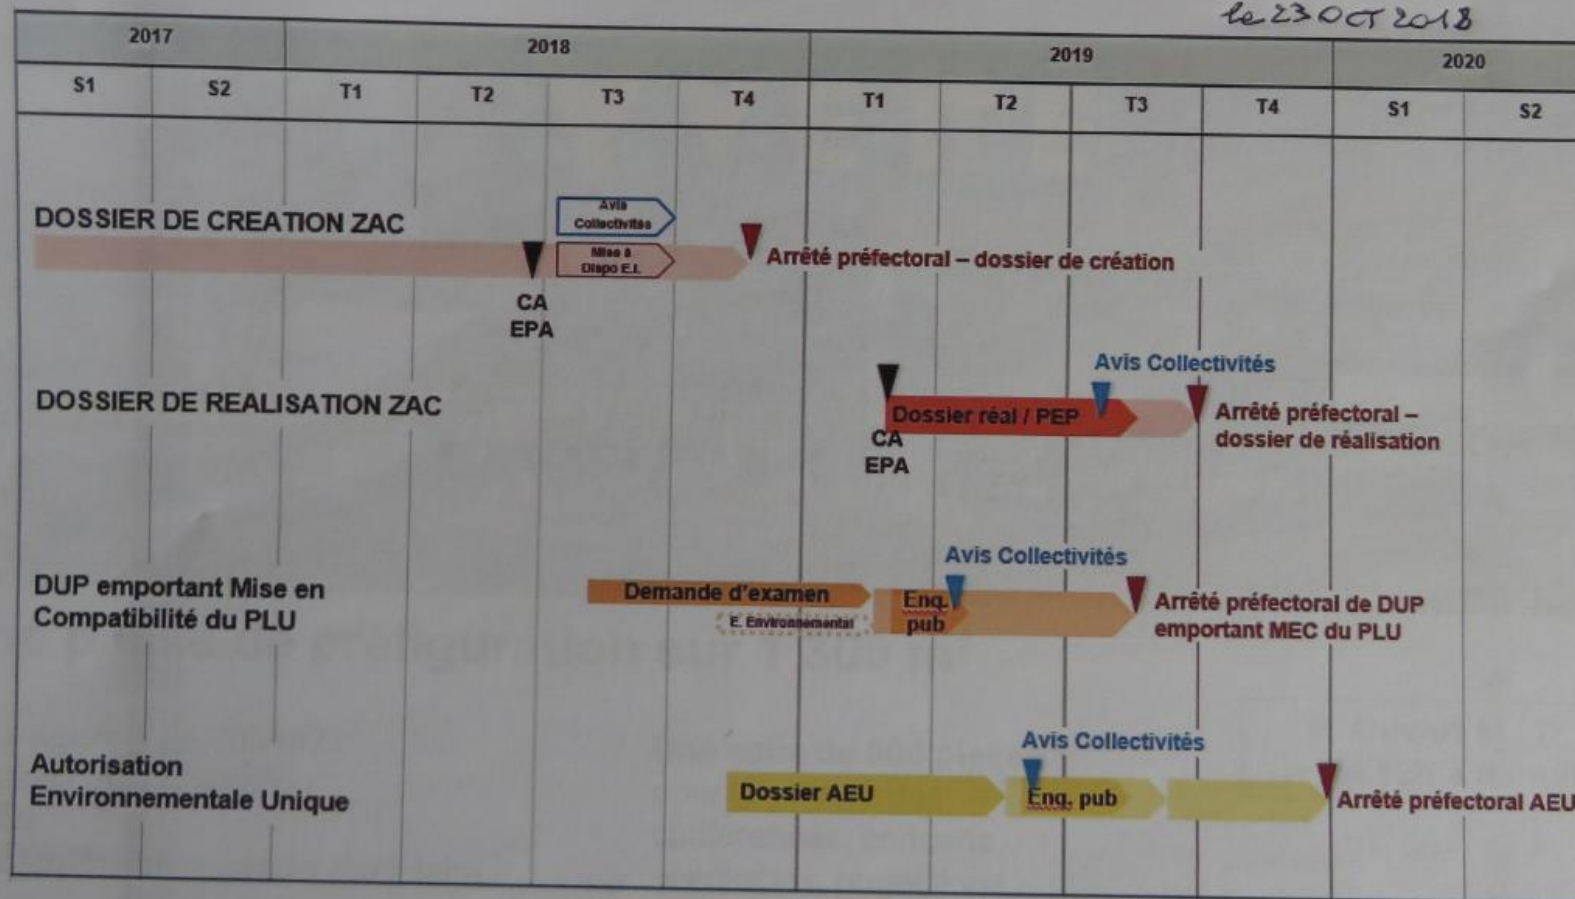 le 23 OCT 2018
2017 2018 2019 2020
S1 S2 T1 T2 T3 T4 T1 T2 T3 T4 S1 S2
DOSSIER DE CREATION ZAC
Avis
Collectivités
Mise à
Dispo E.I.
Arrêté préfectoral – dossier de création
CA
EPA
DOSSIER DE REALISATION ZAC
Avis Collectivités
Dossier réal / PEP
CA
EPA
Arrêté préfectoral –
dossier de réalisation
DUP emportant Mise en
Compatibilité du PLU
Avis Collectivités
Demande d'examen
E. Environnemental
Enq.
pub
Arrêté préfectoral de DUP
emportant MEC du PLU
Autorisation
Environnementale Unique
Avis Collectivités
Dossier AEU
Enq. pub
Arrêté préfectoral AEU